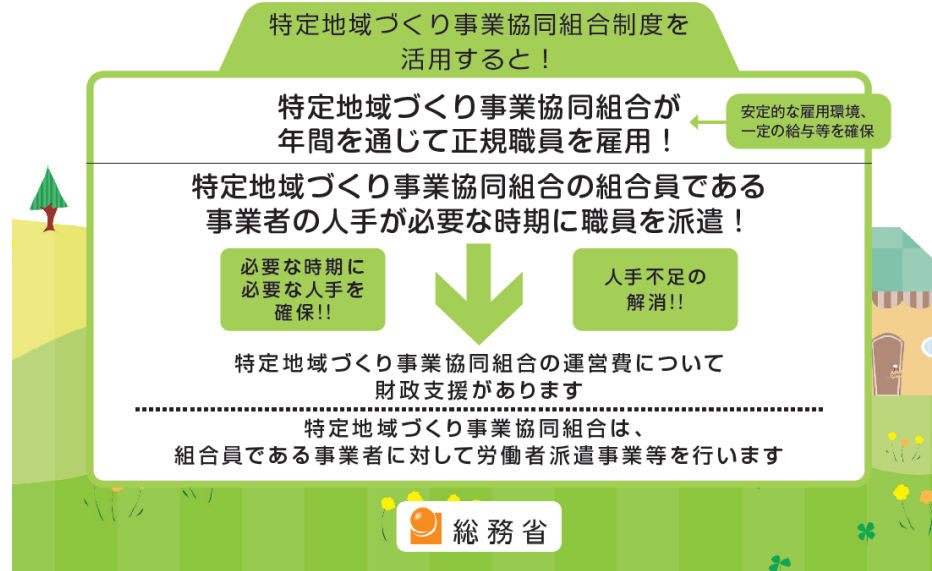 特定地域づくり事業協同組合制度を
活用すると！
特定地域づくり事業協同組合が
年間を通じて正規職員を雇用！
安定的な雇用環境、
一定の給与等を確保
特定地域づくり事業協同組合の組合員である
事業者の人手が必要な時期に職員を派遣！
必要な時期に
必要な人手を
確保!!
人手不足の
解消!!
特定地域づくり事業協同組合の運営費について
財政支援があります
特定地域づくり事業協同組合は、
組合員である事業者に対して労働者派遣事業等を行います
総務省